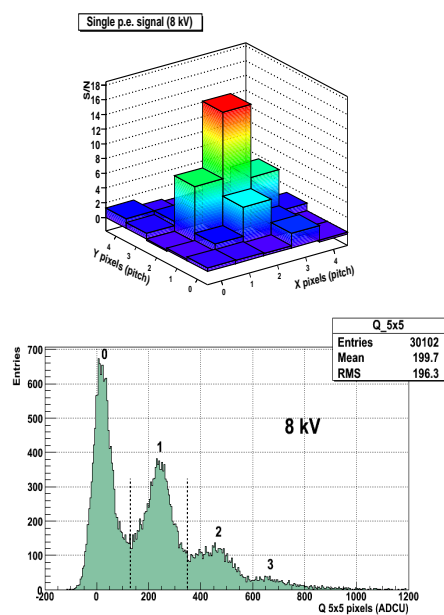 Single p.e. signal (8 kV)
S/N
18
16
14
12
10
8
6
4
2
0
4
3
2
1
0
Y pixels (pitch)
0
1
2
3
4
X pixels (pitch)
Q_5x5
Entries 30102
Mean 199.7
RMS 196.3
Entries
700
600
500
400
300
200
100
0
0
1
2
3
8 kV
-200 0 200 400 600 800 1000 1200
Q 5x5 pixels (ADCU)